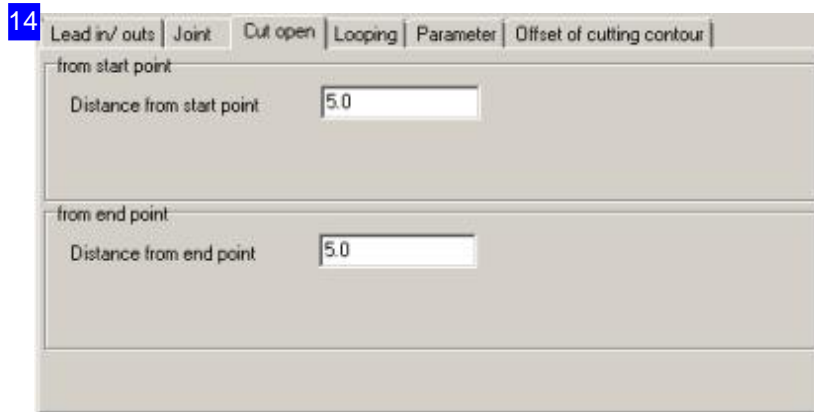 14
Lead in/ outs Joint Cut open Looping Parameter Offset of cutting contour
from start point
Distance from start point 5.0
from end point
Distance from end point 5.0